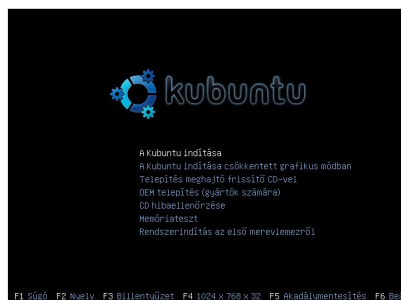 kubuntu
A Kubuntu indítása
A Kubuntu indítása csökkentett grafikus módban
Telepítés meghajtó frissítő CD-vel
OEM telepítés (gyártók számára)
CD hibaellenőrzése
Memóriateszt
Rendszerindítás az első merevlemezről
F1 Súgó F2 Nyelv F3 Billentyűzet F4 1024 x 768 x 32 F5 Akadálymentesítés F6